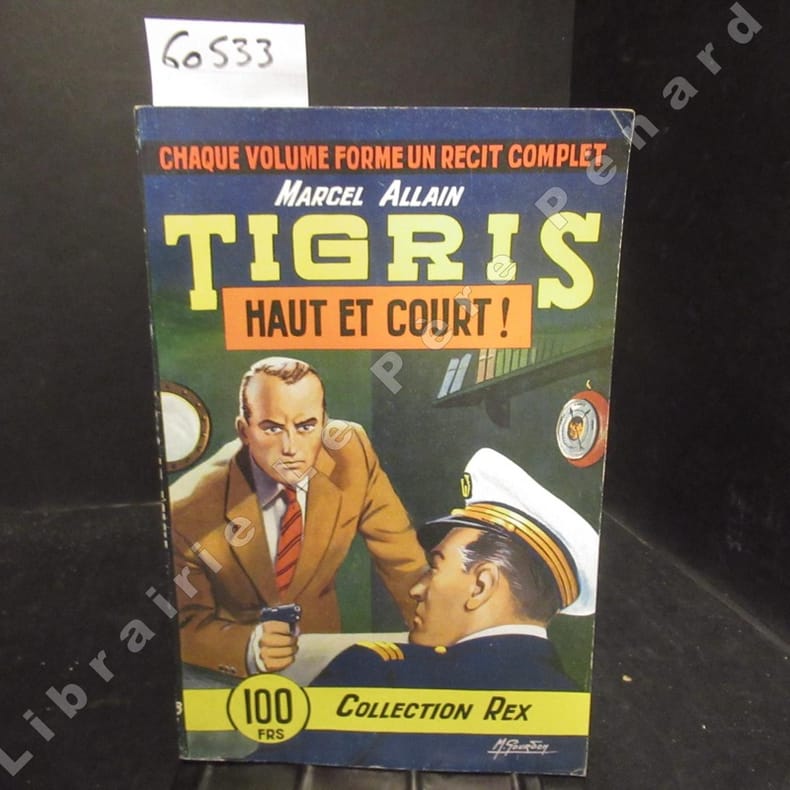 60533
CHAQUE VOLUME FORME UN RECIT COMPLET
MARCEL ALLAIN
TIGRIS
HAUT ET COURT !
100
FRS
COLLECTION REX
M. Gourdon
Librairie Le Pere Penard